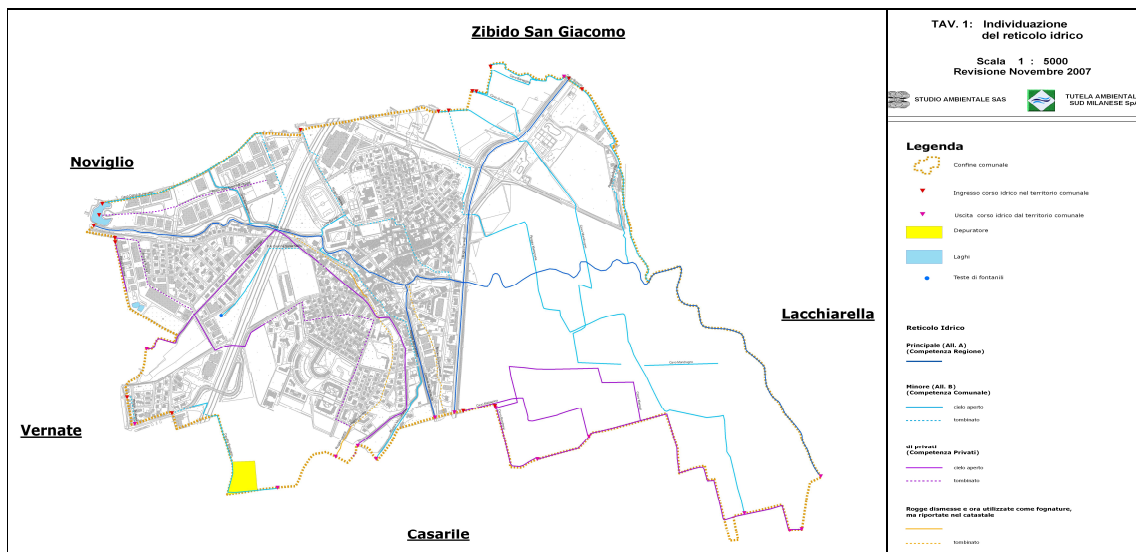 Zibido San Giacomo
Noviglio
Lacchiarella
Vernate
Casarile
TAV. 1: Individuazione
del reticolo idrico
Scala 1 : 5000
Revisione Novembre 2007
STUDIO AMBIENTALE SAS
TUTELA AMBIENTAL
SUD MILANESE SpA
Legenda
Confine comunale
Ingresso corso idrico nel territorio comunale
Uscita corso idrico dal territorio comunale
Depuratore
Laghi
Teste di fontanili
Reticolo Idrico
Principale (All. A)
(Competenza Regione)
Minore (All. B)
(Competenza Comunale)
cielo aperto
tombinato
di privati
(Competenza Privati)
cielo aperto
tombinato
Rogge dismesse e ora utilizzate come fognature,
ma riportate nel catastale
tombinato